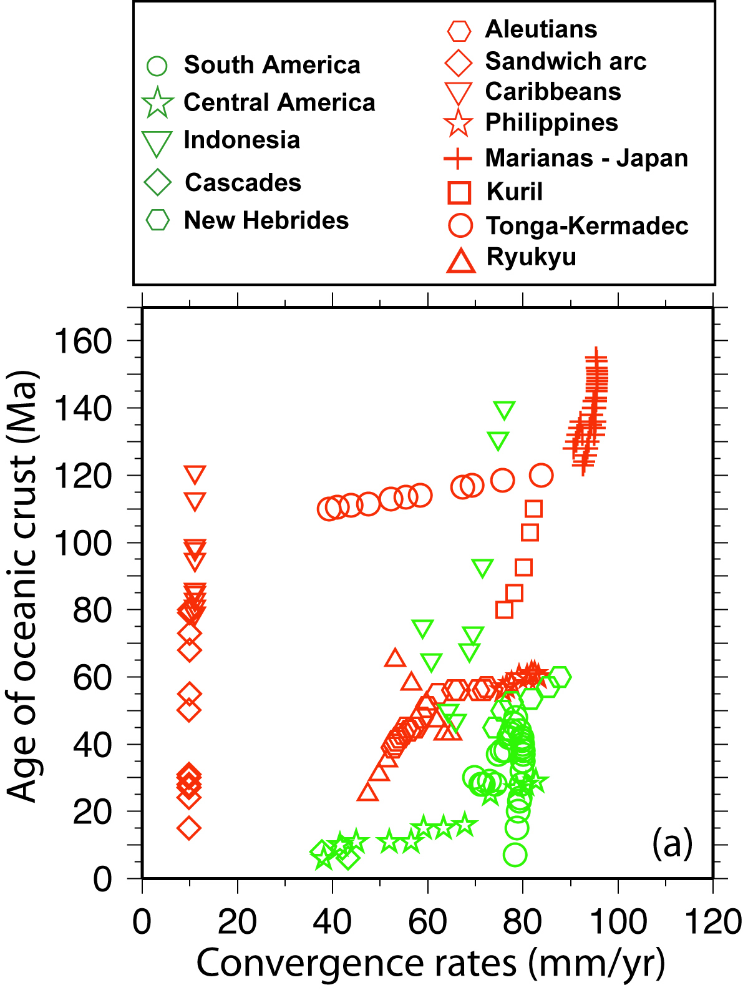 South America
Central America
Indonesia
Cascades
New Hebrides
Aleutians
Sandwich arc
Caribbeans
Philippines
Marianas - Japan
Kuril
Tonga-Kermadec
Ryukyu
Age of oceanic crust (Ma)
160
140
120
100
80
60
40
20
0
(a)
0 20 40 60 80 100 120
Convergence rates (mm/yr)